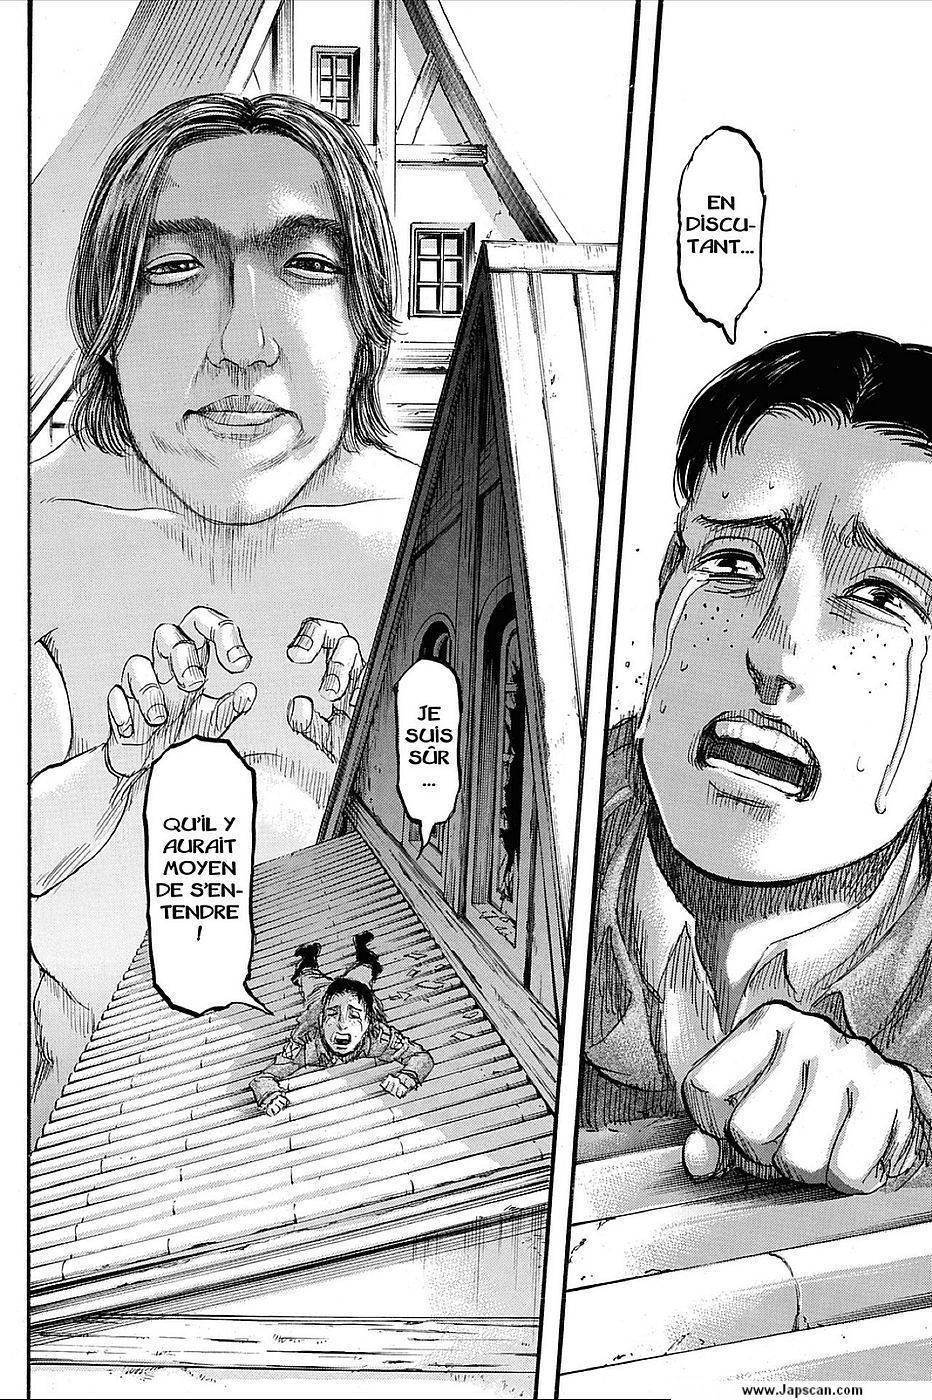 EN
DISCU-
TANT...
JE
SUIS
SÛR
...
QU'IL Y
AURAIT
MOYEN
DE S'EN-
TENDRE
!
www.Japscan.com